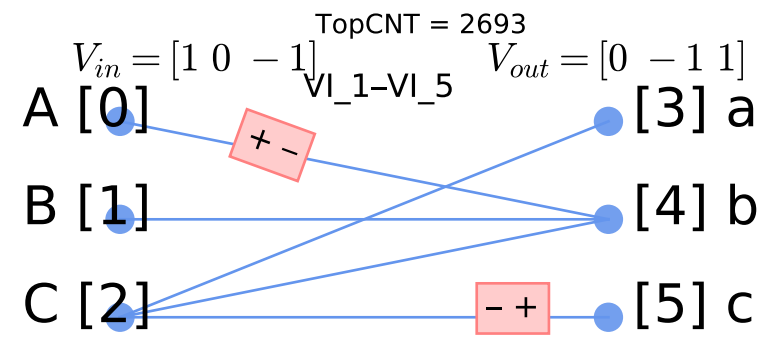 TopCNT = 2693
V_in = [1 0 −1]
V_out = [0 −1 1]
VI_1–VI_5
A [0]
[3] a
+ −
B [1]
[4] b
C [2]
− +
[5] c